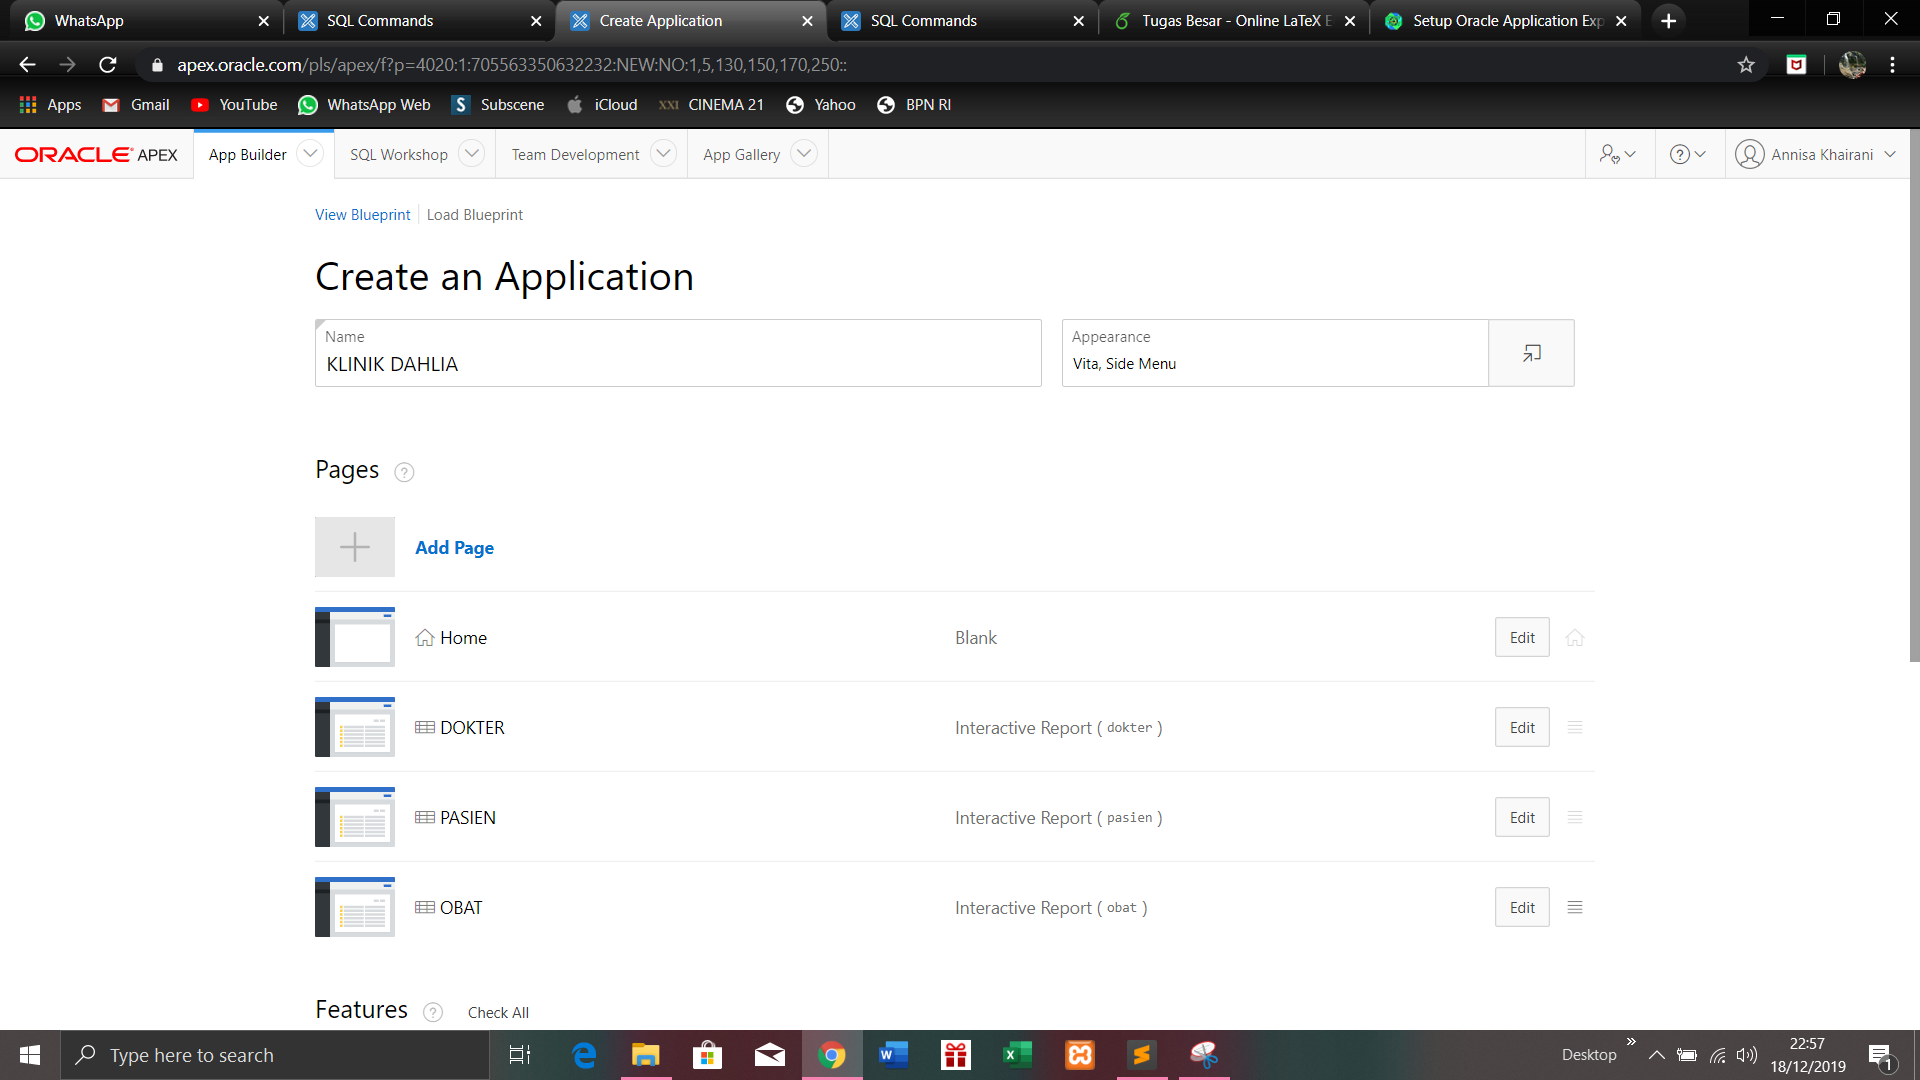 WhatsApp
SQL Commands
Create Application
SQL Commands
Tugas Besar - Online LaTeX E
Setup Oracle Application Exp
apex.oracle.com/pls/apex/f?p=4020:1:705563350632232:NEW:NO:1,5,130,150,170,250::
Apps
Gmail
YouTube
WhatsApp Web
Subscene
iCloud
XXI
CINEMA 21
Yahoo
BPN RI
ORACLE APEX
App Builder
SQL Workshop
Team Development
App Gallery
Annisa Khairani
View Blueprint
Load Blueprint
Create an Application
Name
KLINIK DAHLIA
Appearance
Vita, Side Menu
Pages
Add Page
Home
Blank
Edit
DOKTER
Interactive Report ( dokter )
Edit
PASIEN
Interactive Report ( pasien )
Edit
OBAT
Interactive Report ( obat )
Edit
Features
Check All
Type here to search
Desktop
22:57
18/12/2019
1